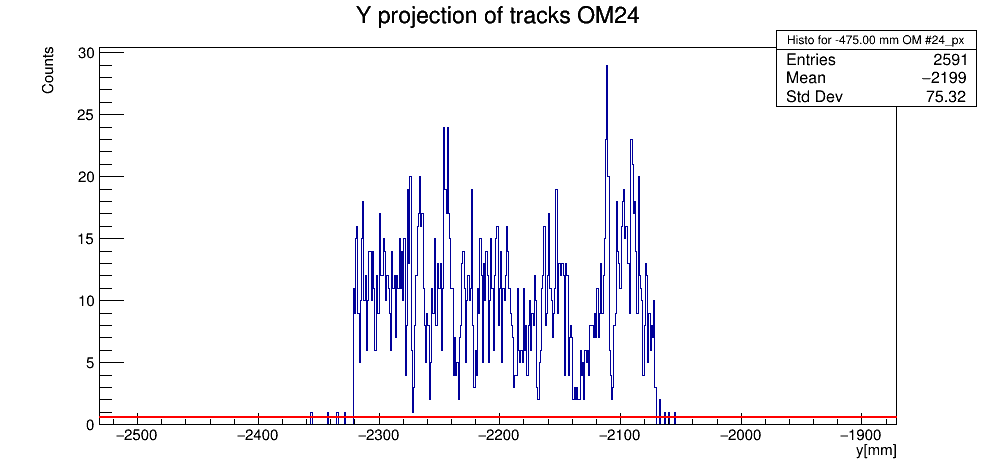 Y projection of tracks OM24
Histo for -475.00 mm OM #24_px
Entries 2591
Mean −2199
Std Dev 75.32
Counts
30
25
20
15
10
5
0
−2500 −2400 −2300 −2200 −2100 −2000 −1900
y[mm]